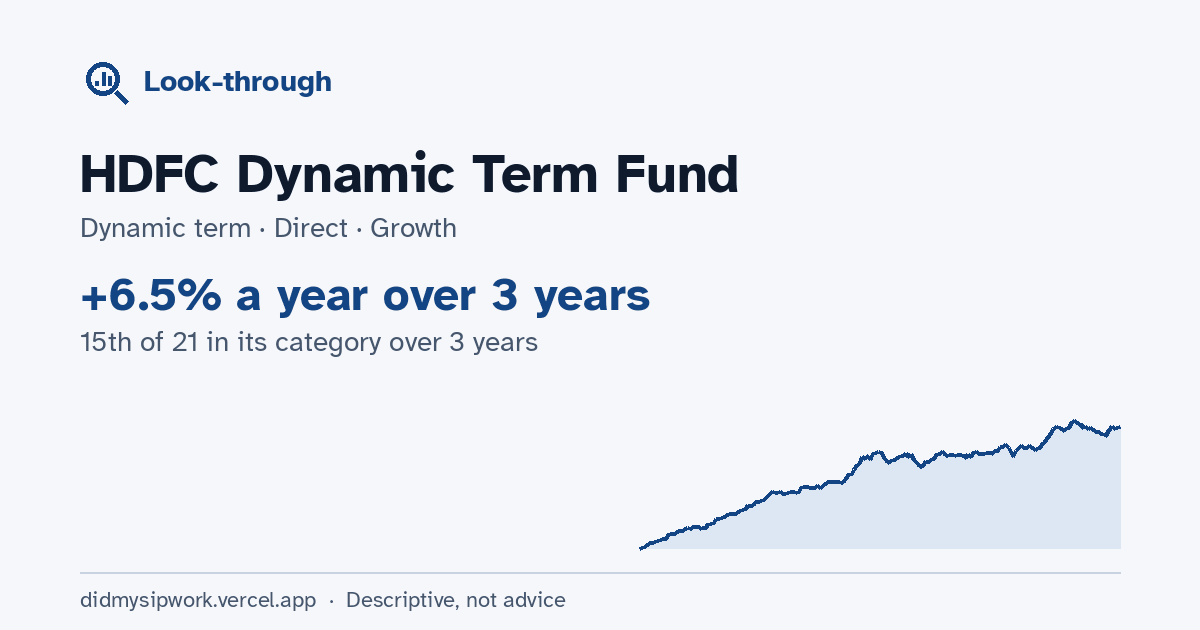 Look-through
HDFC Dynamic Term Fund
Dynamic term · Direct · Growth
+6.5% a year over 3 years
15th of 21 in its category over 3 years
didmysipwork.vercel.app · Descriptive, not advice